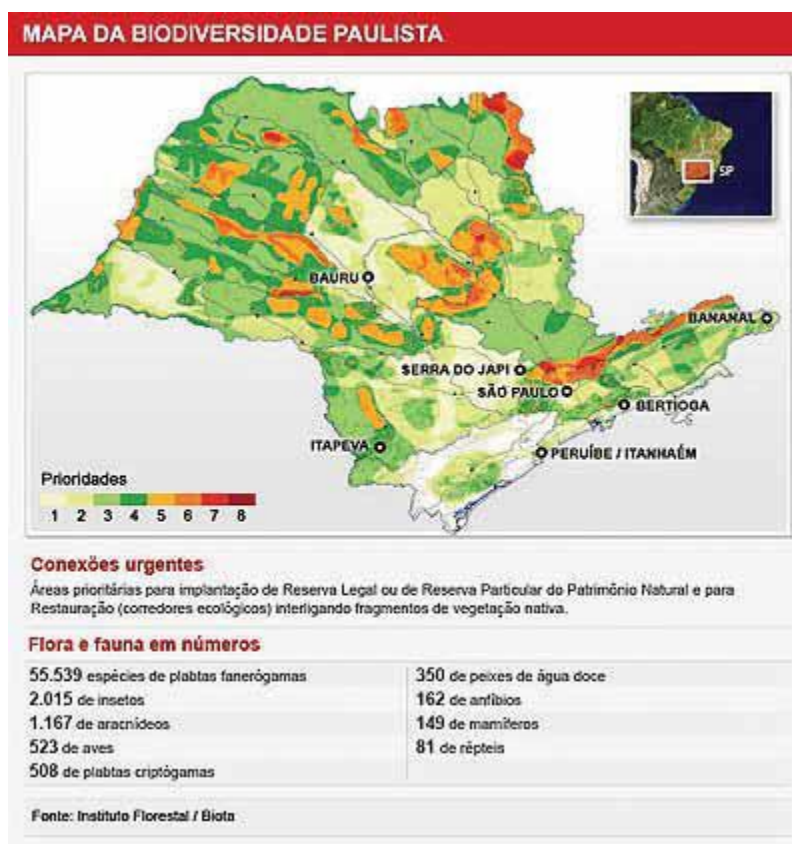 MAPA DA BIODIVERSIDADE PAULISTA
SP
BAURU
BANANAL
SERRA DO JAPI
SÃO PAULO
BERTIOGA
ITAPEVA
PERUÍBE / ITANHAÉM
Prioridades
1 2 3 4 5 6 7 8
Conexões urgentes
Áreas prioritárias para implantação de Reserva Legal ou de Reserva Particular do Patrimônio Natural e para
Restauração (corredores ecológicos) interligando fragmentos de vegetação nativa.
Flora e fauna em números
55.539 espécies de plabtas fanerógamas
2.015 de insetos
1.167 de aracnídeos
523 de aves
508 de plabtas criptógamas
350 de peixes de água doce
162 de anfíbios
149 de mamíferos
81 de répteis
Fonte: Instituto Florestal / Biota